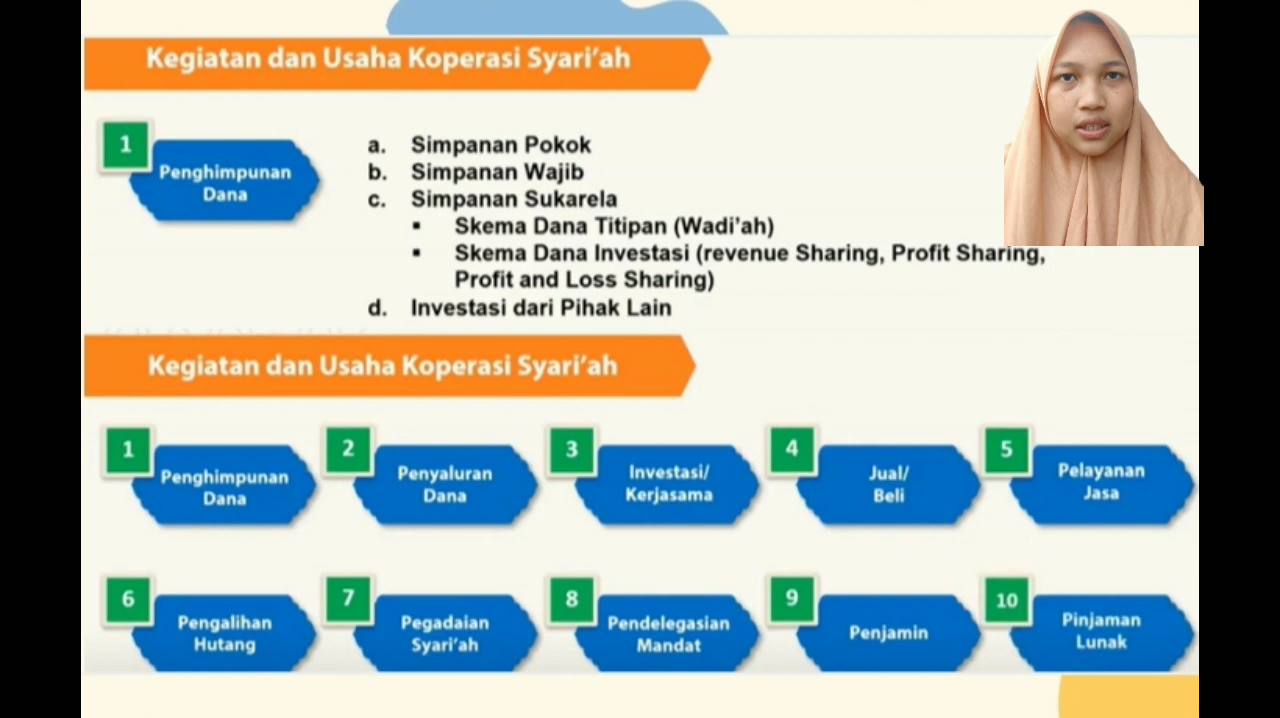 Kegiatan dan Usaha Koperasi Syari'ah
1
Penghimpunan
Dana
a. Simpanan Pokok
b. Simpanan Wajib
c. Simpanan Sukarela
▪ Skema Dana Titipan (Wadi'ah)
▪ Skema Dana Investasi (revenue Sharing, Profit Sharing,
Profit and Loss Sharing)
d. Investasi dari Pihak Lain
Kegiatan dan Usaha Koperasi Syari'ah
1
Penghimpunan
Dana
2
Penyaluran
Dana
3
Investasi/
Kerjasama
4
Jual/
Beli
5
Pelayanan
Jasa
6
Pengalihan
Hutang
7
Pegadaian
Syari'ah
8
Pendelegasian
Mandat
9
Penjamin
10
Pinjaman
Lunak